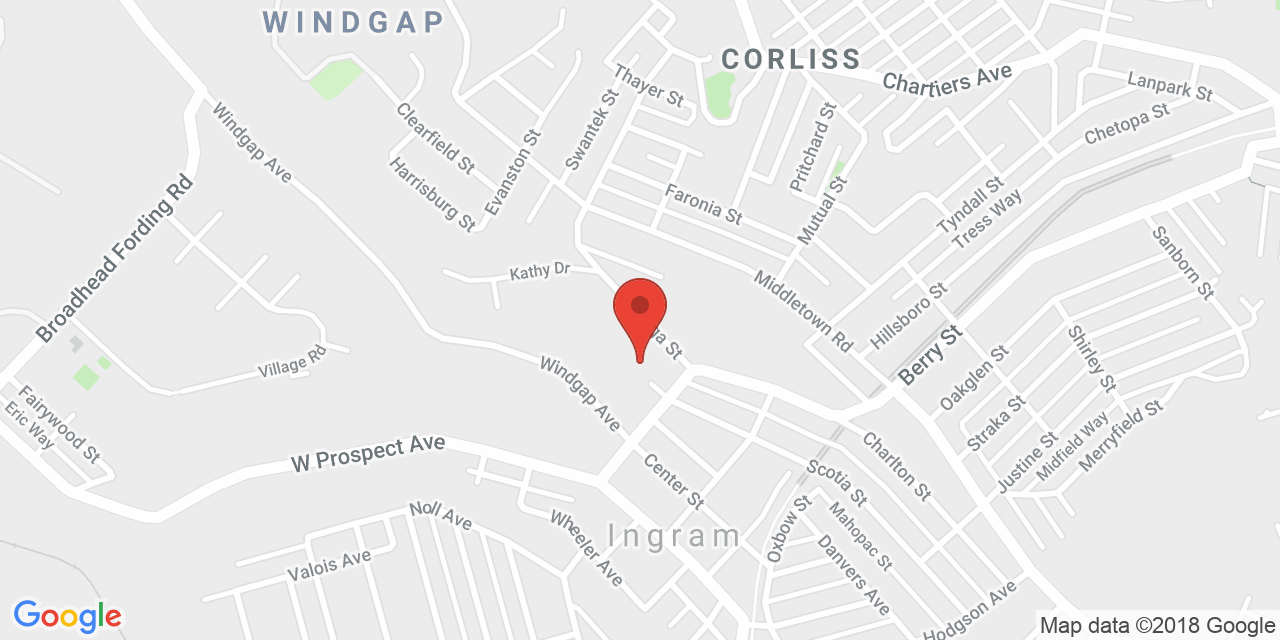 WINDGAP
CORLISS
Thayer St
Chartiers Ave
Lanpark St
Chetopa St
Windgap Ave
Clearfield St
Swantek St
Evanston St
Harrisburg St
Pritchard St
Mutual St
Faronia St
Tyndall St
Tress Way
Broadhead Fording Rd
Kathy Dr
Middletown Rd
Hillsboro St
Sanborn St
Berry St
Shirley St
Oakglen St
Village Rd
Windgap Ave
Fairywood St
Eric Way
Straka St
Justine St
Midfield Way
Merryfield St
W Prospect Ave
Center St
Scotia St
Charlton St
Noll Ave
Wheeler Ave
Ingram
Oxbow St
Mahopac St
Danvers Ave
Valois Ave
Hodgson Ave
Google
Map data ©2018 Google